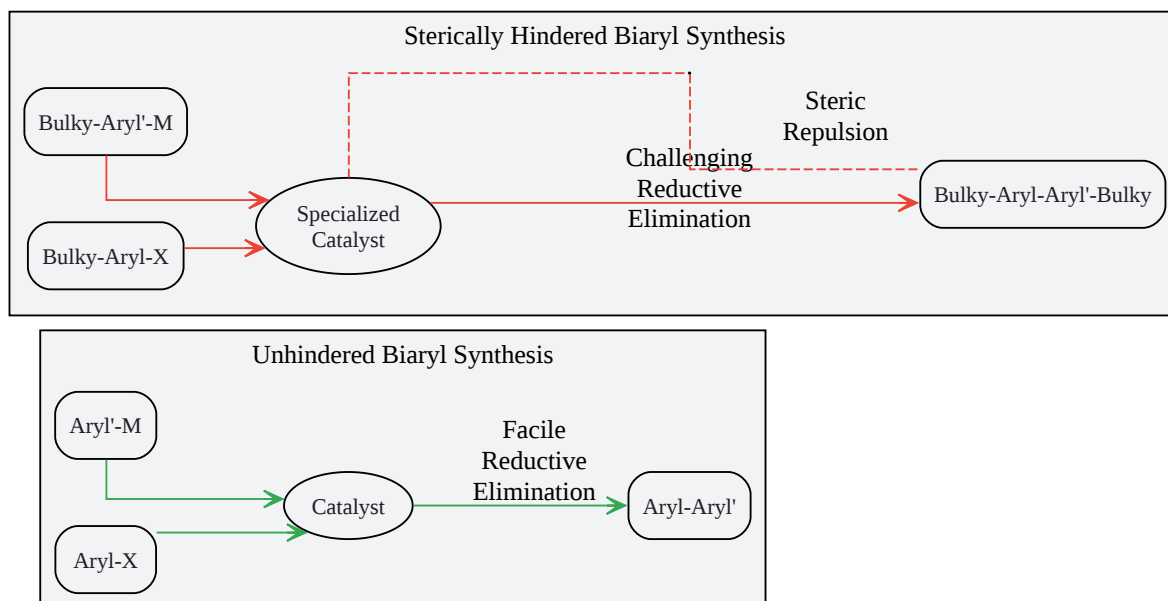 Sterically Hindered Biaryl Synthesis
Bulky-Aryl'-M
Bulky-Aryl-X
Specialized
Catalyst
Challenging
Reductive
Elimination
Steric
Repulsion
Bulky-Aryl-Aryl'-Bulky
Unhindered Biaryl Synthesis
Aryl'-M
Aryl-X
Catalyst
Facile
Reductive
Elimination
Aryl-Aryl'